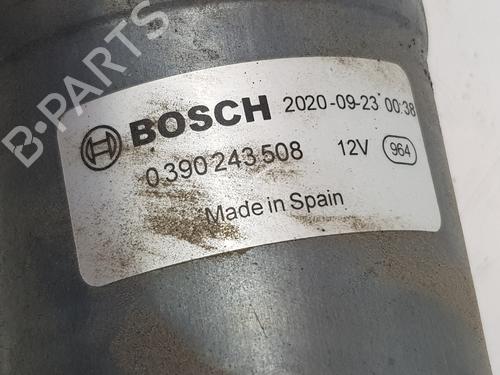 B-PARTS
BOSCH 2020-09-23 00:38
0 390 243 508 12V 964
Made in Spain